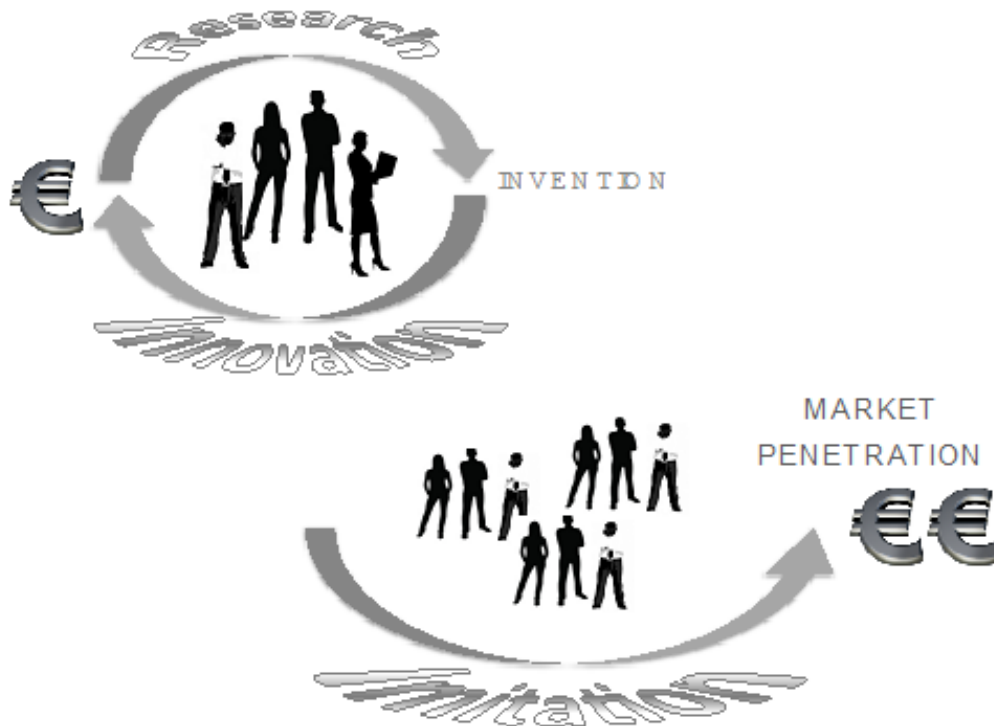 Research
€
INVENTION
Innovation
MARKET
PENETRATION
€€
Imitation